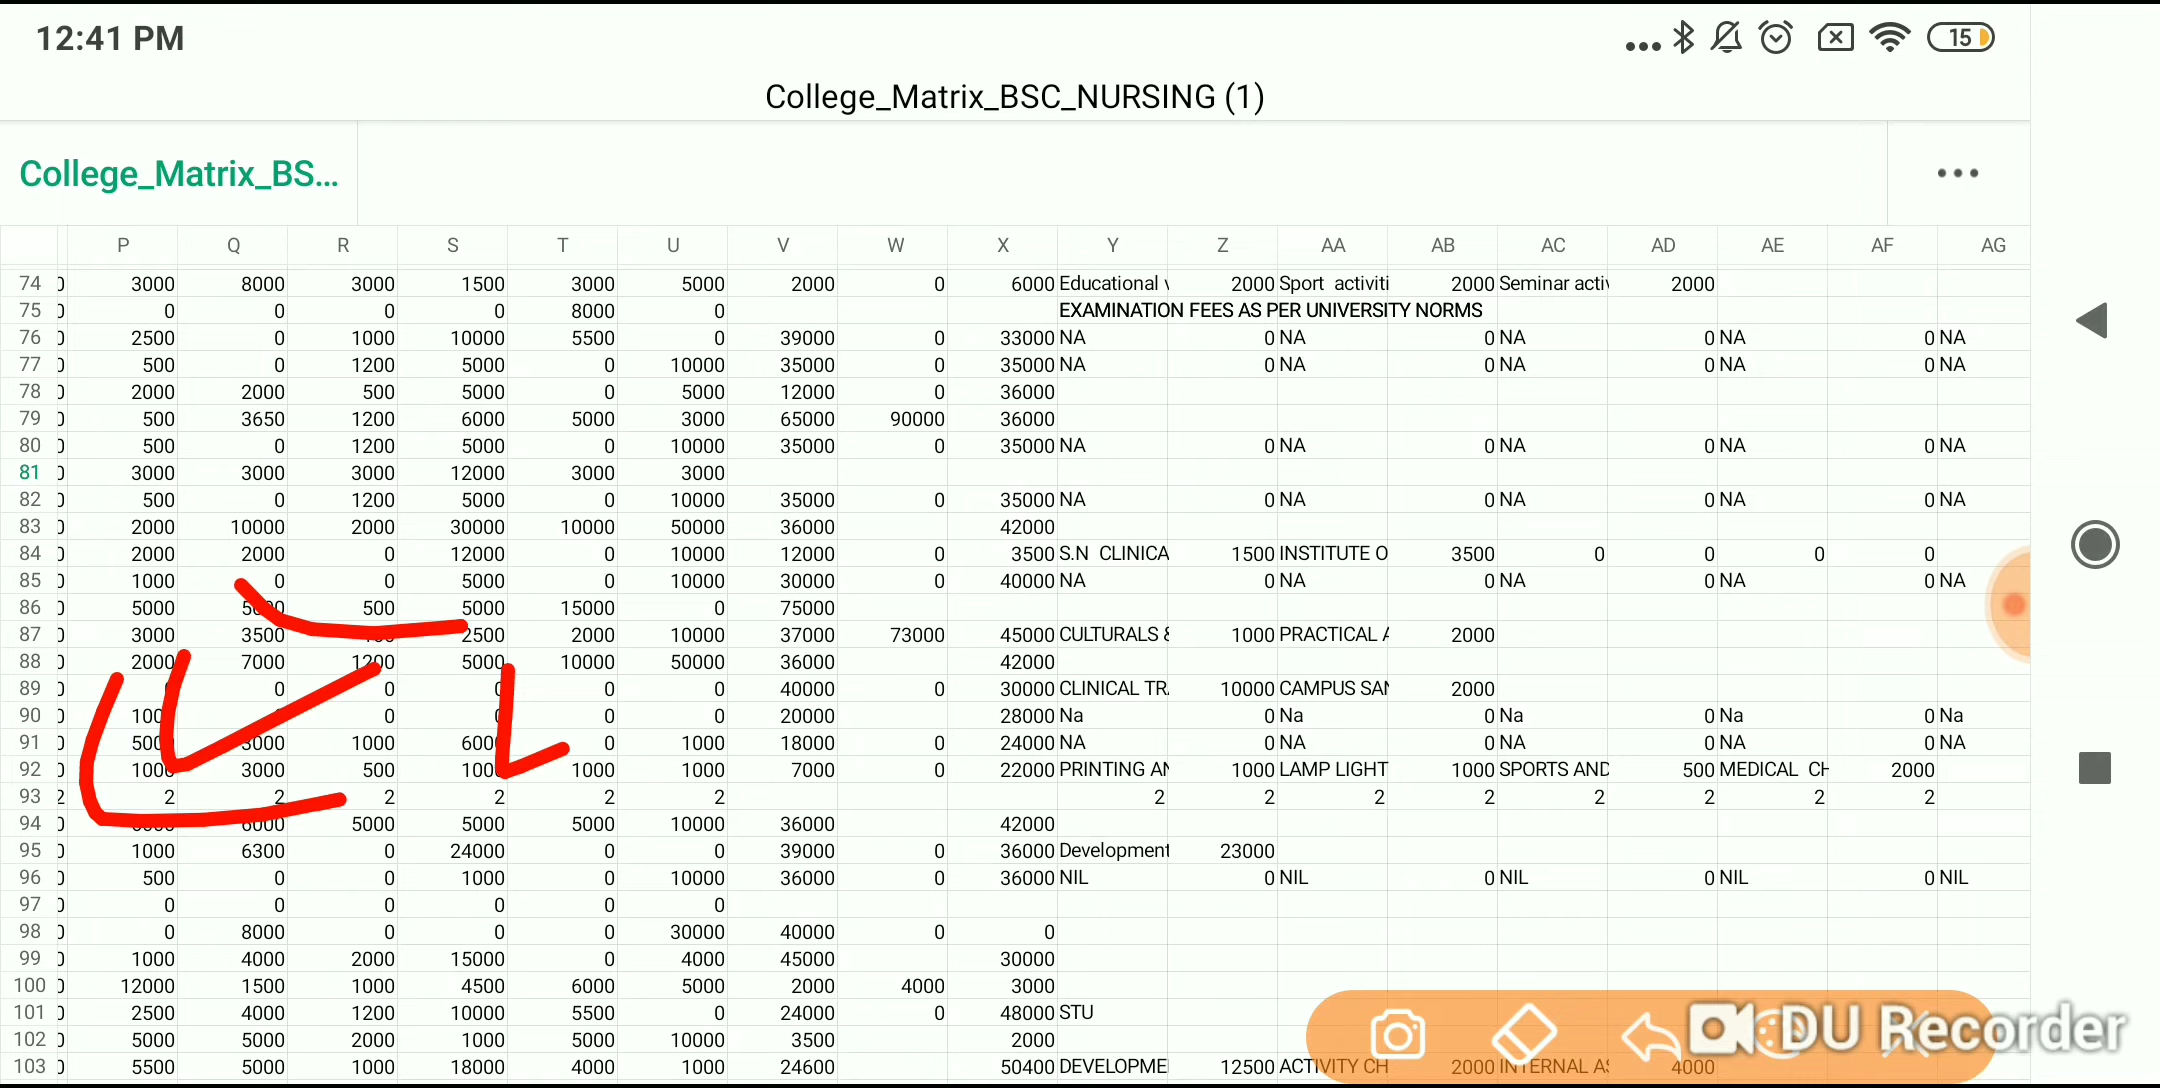 12:41 PM
15
College_Matrix_BSC_NURSING (1)
College_Matrix_BS...
P Q R S T U V W X Y Z AA AB AC AD AE AF AG
74 3000 8000 3000 1500 3000 5000 2000 0 6000 Educational 2000 Sport activiti 2000 Seminar activ 2000
75 0 0 0 0 8000 0 EXAMINATION FEES AS PER UNIVERSITY NORMS
76 2500 0 1000 10000 5500 0 39000 0 33000 NA 0 NA 0 NA 0 NA 0 NA
77 500 0 1200 5000 0 10000 35000 0 35000 NA 0 NA 0 NA 0 NA 0 NA
78 2000 2000 500 5000 0 5000 12000 0 36000
79 500 3650 1200 6000 5000 3000 65000 90000 36000
80 500 0 1200 5000 0 10000 35000 0 35000 NA 0 NA 0 NA 0 NA 0 NA
81 3000 3000 3000 12000 3000 3000
82 500 0 1200 5000 0 10000 35000 0 35000 NA 0 NA 0 NA 0 NA 0 NA
83 2000 10000 2000 30000 10000 50000 36000 42000
84 2000 2000 0 12000 0 10000 12000 0 3500 S.N CLINICA 1500 INSTITUTE O 3500 0 0 0 0
85 1000 0 0 5000 0 10000 30000 0 40000 NA 0 NA 0 NA 0 NA 0 NA
86 5000 500 5000 15000 0 75000
87 3000 3500 2500 2000 10000 37000 73000 45000 CULTURALS & 1000 PRACTICAL A 2000
88 2000 7000 1200 5000 10000 50000 36000 42000
89 0 0 0 0 0 40000 0 30000 CLINICAL TRA 10000 CAMPUS SAN 2000
90 0 0 0 0 20000 28000 Na 0 Na 0 Na 0 Na 0 Na
91 3000 1000 6000 0 1000 18000 0 24000 NA 0 NA 0 NA 0 NA 0 NA
92 1000 3000 500 1000 1000 1000 7000 0 22000 PRINTING AN 1000 LAMP LIGHT 1000 SPORTS AND 500 MEDICAL CH 2000
93 2 2 2 2 2 2 2 2 2 2 2 2 2 2 2
94 6000 5000 5000 5000 10000 36000 42000
95 1000 6300 0 24000 0 0 39000 0 36000 Development 23000
96 500 0 0 1000 0 10000 36000 0 36000 NIL 0 NIL 0 NIL 0 NIL 0 NIL
97 0 0 0 0 0 0
98 0 8000 0 0 0 30000 40000 0 0
99 1000 4000 2000 15000 0 4000 45000 30000
100 12000 1500 1000 4500 6000 5000 2000 4000 3000
101 2500 4000 1200 10000 5500 0 24000 0 48000 STU
102 5000 5000 2000 1000 5000 10000 3500 2000
103 5500 5000 1000 18000 4000 1000 24600 50400 DEVELOPME 12500 ACTIVITY CH 2000 INTERNAL AS 4000
DU Recorder